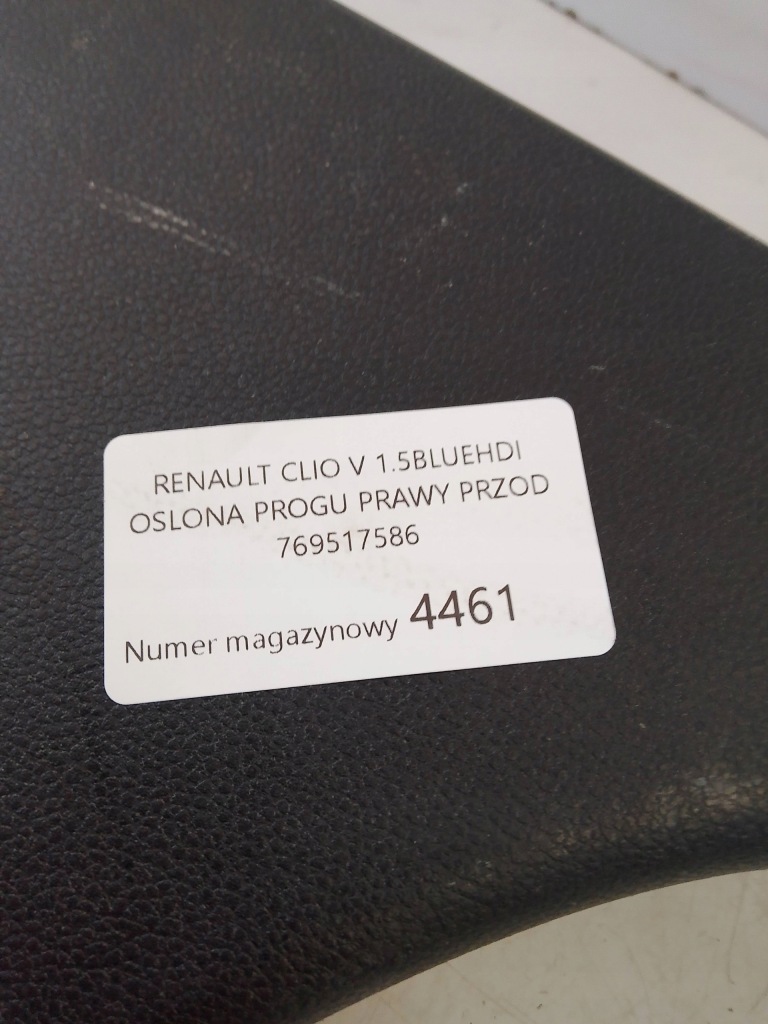 RENAULT CLIO V 1.5BLUEHDI
OSLONA PROGU PRAWY PRZOD
769517586
Numer magazynowy 4461